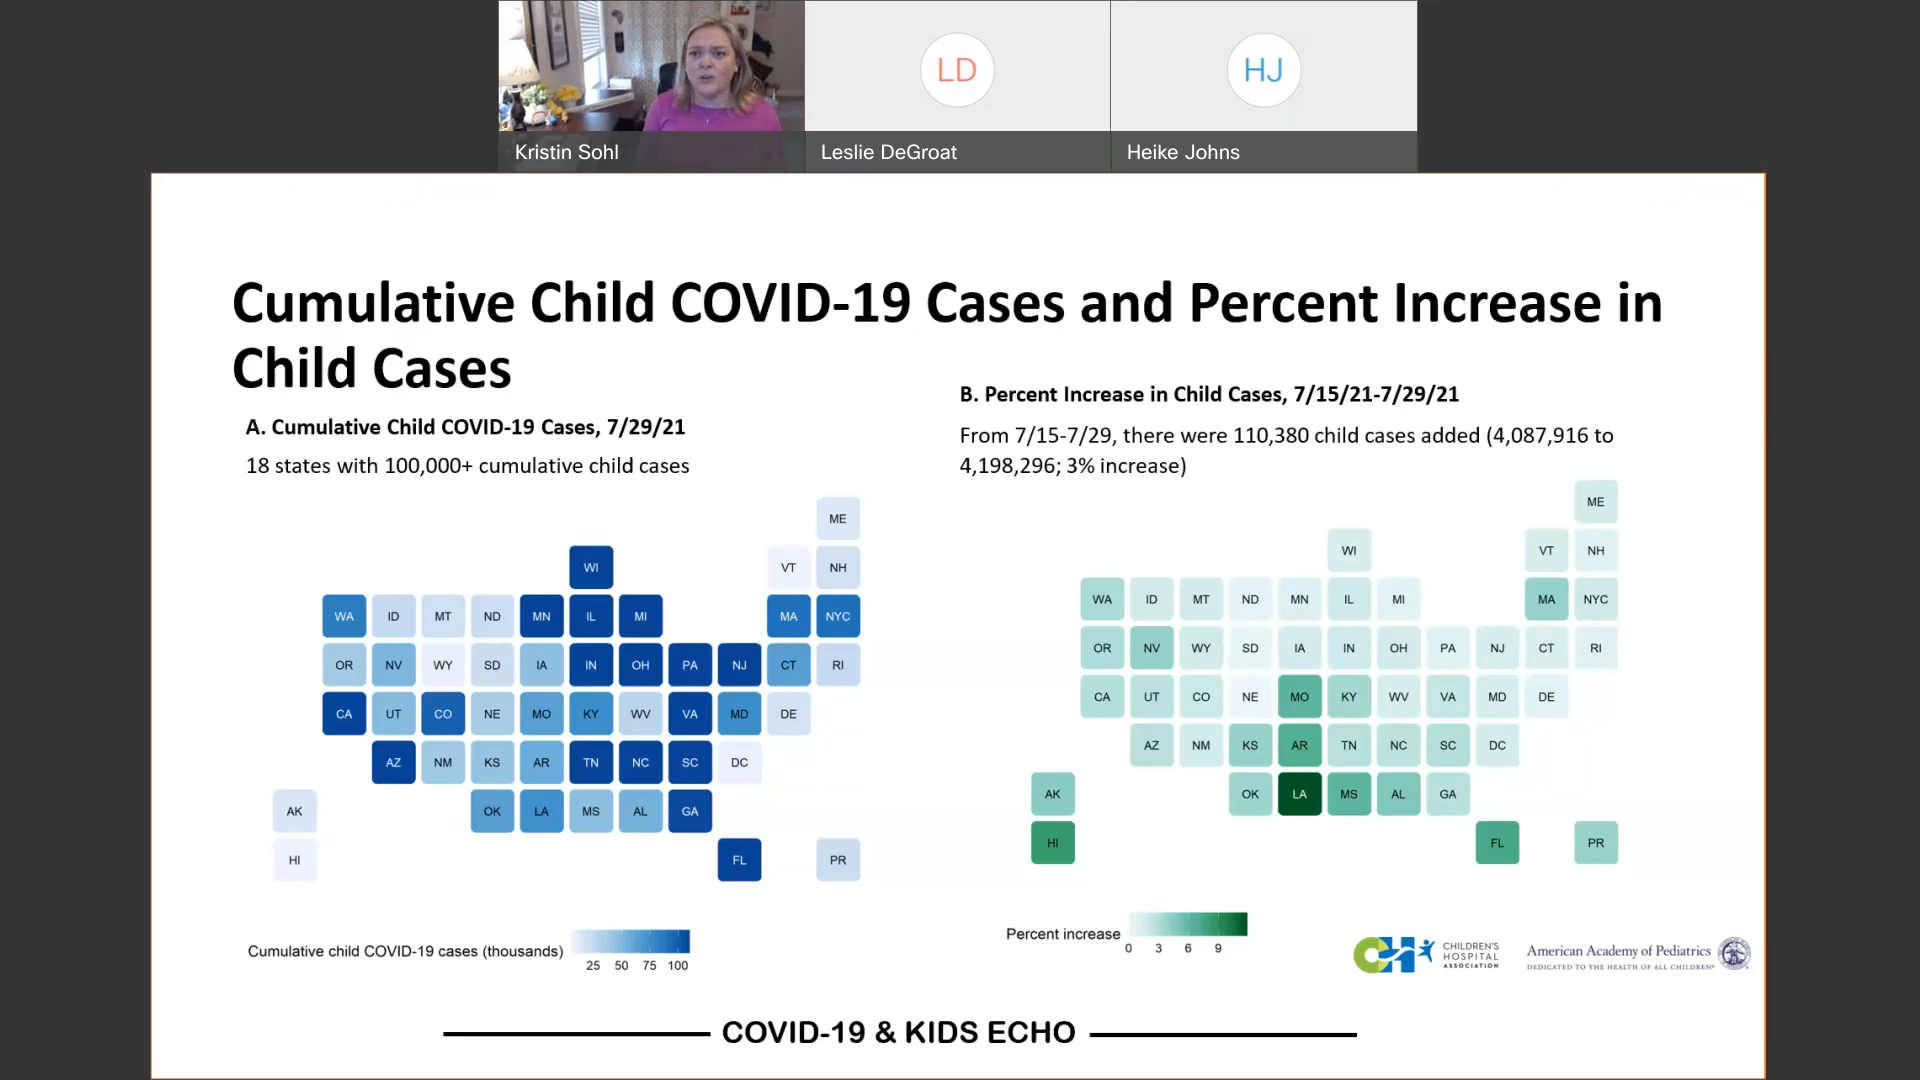 LD
HJ
Kristin Sohl
Leslie DeGroat
Heike Johns
Cumulative Child COVID-19 Cases and Percent Increase in
Child Cases
A. Cumulative Child COVID-19 Cases, 7/29/21
18 states with 100,000+ cumulative child cases
ME
WI VT NH
WA ID MT ND MN IL MI MA NYC
OR NV WY SD IA IN OH PA NJ CT RI
CA UT CO NE MO KY WV VA MD DE
AZ NM KS AR TN NC SC DC
AK OK LA MS AL GA
HI FL PR
Cumulative child COVID-19 cases (thousands)
25 50 75 100
B. Percent Increase in Child Cases, 7/15/21-7/29/21
From 7/15-7/29, there were 110,380 child cases added (4,087,916 to
4,198,296; 3% increase)
ME
WI VT NH
WA ID MT ND MN IL MI MA NYC
OR NV WY SD IA IN OH PA NJ CT RI
CA UT CO NE MO KY WV VA MD DE
AZ NM KS AR TN NC SC DC
AK OK LA MS AL GA
HI FL PR
Percent increase
0 3 6 9
CHILDREN'S
HOSPITAL
ASSOCIATION
American Academy of Pediatrics
DEDICATED TO THE HEALTH OF ALL CHILDREN®
COVID-19 & KIDS ECHO